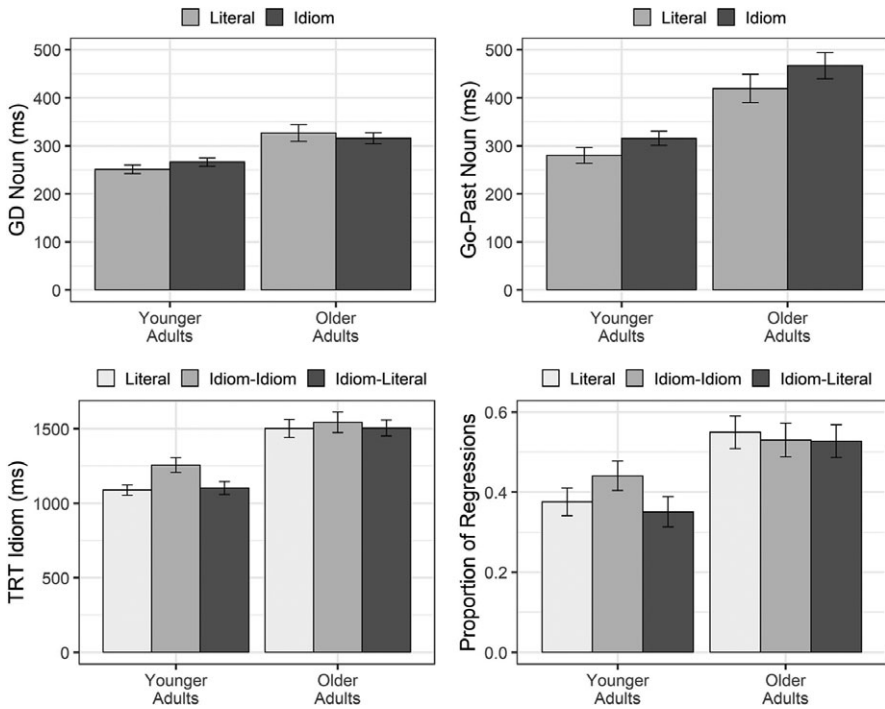 Literal Idiom
GD Noun (ms)
500
400
300
200
100
0
Younger Adults
Older Adults
Literal Idiom
Go-Past Noun (ms)
500
400
300
200
100
0
Younger Adults
Older Adults
Literal Idiom-Idiom Idiom-Literal
TRT Idiom (ms)
1500
1000
500
0
Younger Adults
Older Adults
Literal Idiom-Idiom Idiom-Literal
Proportion of Regressions
0.6
0.4
0.2
0.0
Younger Adults
Older Adults